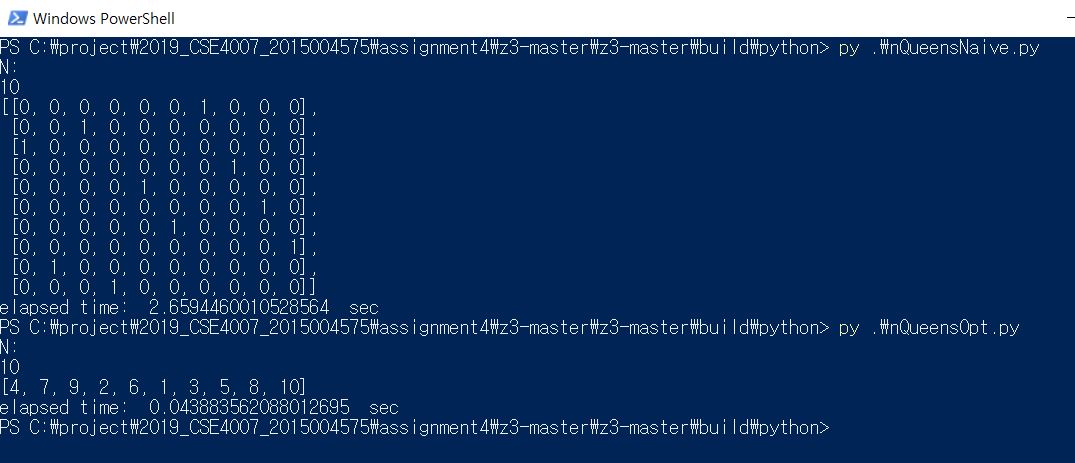 Windows PowerShell
PS C:₩project₩2019_CSE4007_2015004575₩assignment4₩z3-master₩z3-master₩build₩python> py .₩nQueensNaive.py
N:
10
[[0, 0, 0, 0, 0, 0, 1, 0, 0, 0],
[0, 0, 1, 0, 0, 0, 0, 0, 0, 0],
[1, 0, 0, 0, 0, 0, 0, 0, 0, 0],
[0, 0, 0, 0, 0, 0, 0, 1, 0, 0],
[0, 0, 0, 0, 1, 0, 0, 0, 0, 0],
[0, 0, 0, 0, 0, 0, 0, 0, 1, 0],
[0, 0, 0, 0, 0, 1, 0, 0, 0, 0],
[0, 0, 0, 0, 0, 0, 0, 0, 0, 1],
[0, 1, 0, 0, 0, 0, 0, 0, 0, 0],
[0, 0, 0, 1, 0, 0, 0, 0, 0, 0]]
elapsed time:  2.6594460010528564  sec
PS C:₩project₩2019_CSE4007_2015004575₩assignment4₩z3-master₩z3-master₩build₩python> py .₩nQueensOpt.py
N:
10
[4, 7, 9, 2, 6, 1, 3, 5, 8, 10]
elapsed time:  0.043883562088012695  sec
PS C:₩project₩2019_CSE4007_2015004575₩assignment4₩z3-master₩z3-master₩build₩python>